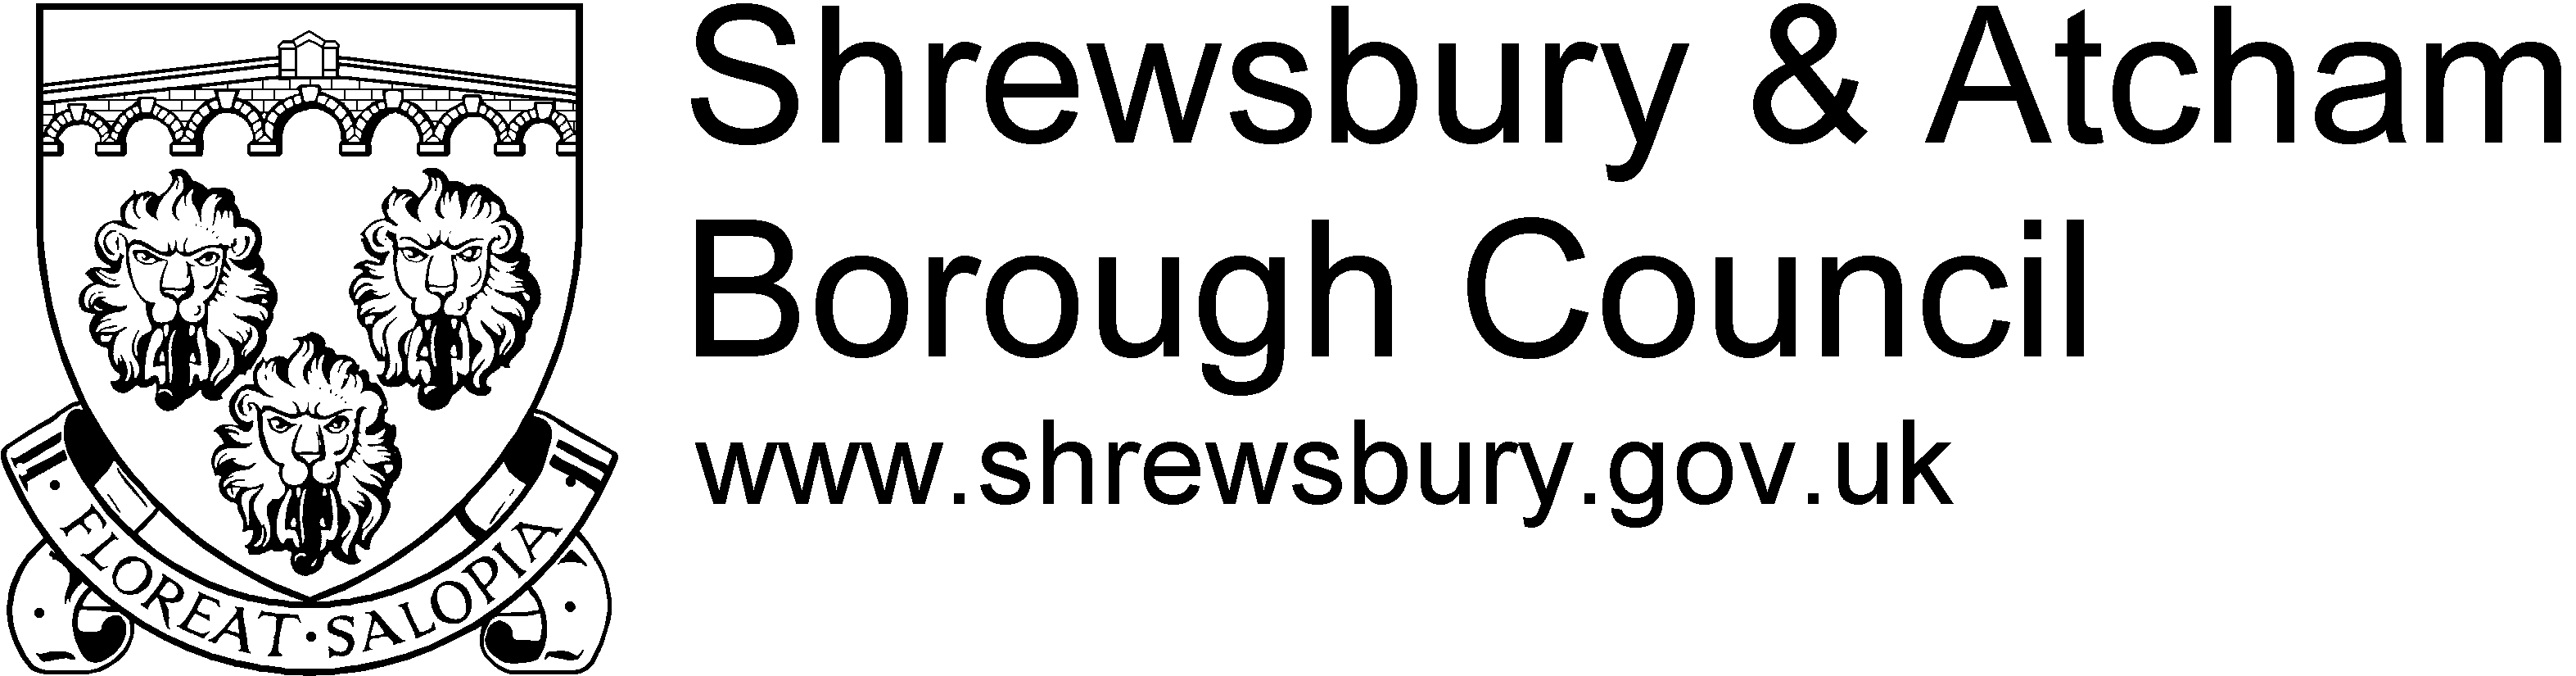 Shrewsbury & Atcham
Borough Council
www.shrewsbury.gov.uk
FLOREAT · SALOPIA